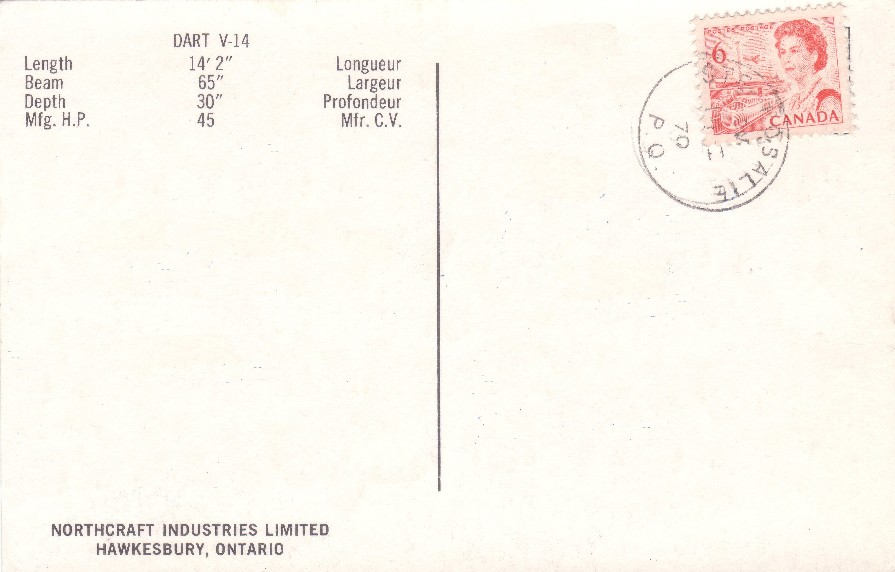 DART V-14
Length 14′ 2″ Longueur
Beam 65″ Largeur
Depth 30″ Profondeur
Mfg. H.P. 45 Mfr. C.V.
NORTHCRAFT INDUSTRIES LIMITED
HAWKESBURY, ONTARIO
6
CANADA
70
P.Q.